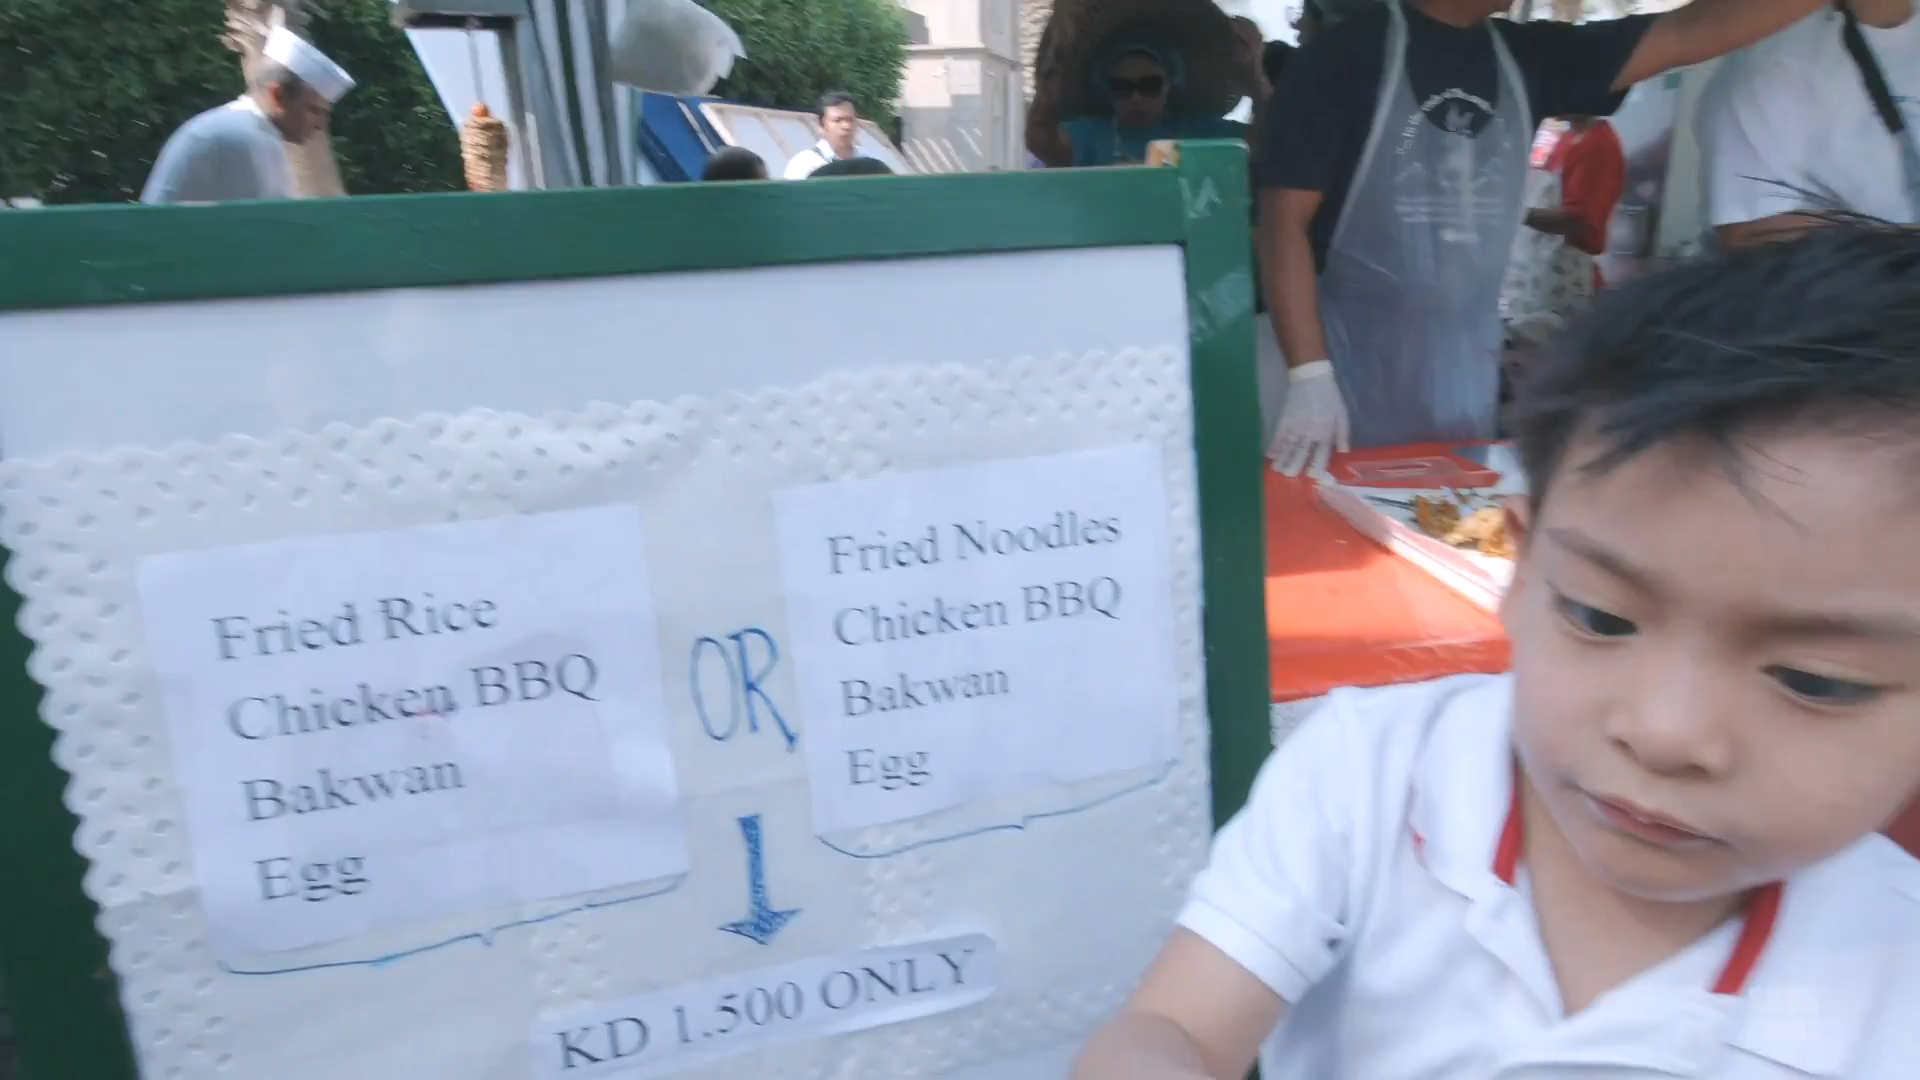 Fried Rice
Chicken BBQ
Bakwan
Egg
OR
Fried Noodles
Chicken BBQ
Bakwan
Egg
KD 1.500 ONLY